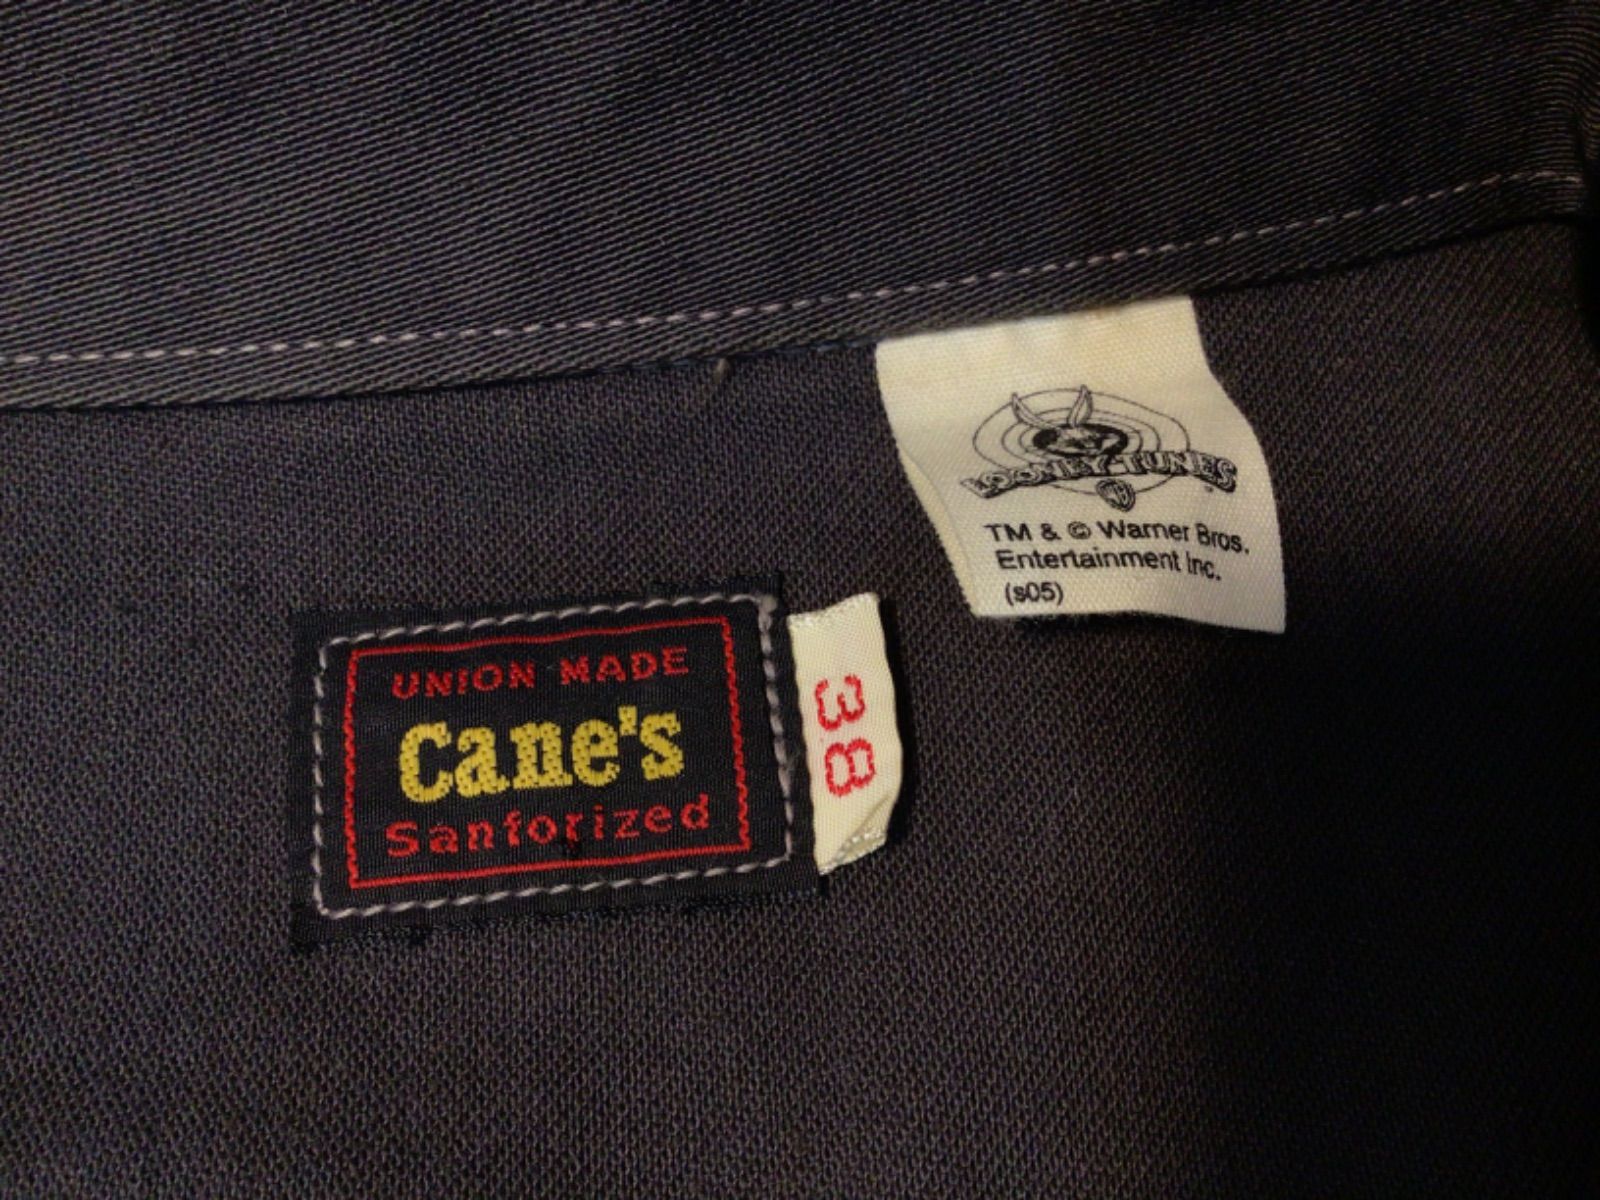 LOONEY TUNES
TM & © Warner Bros.
Entertainment Inc.
(s05)
UNION MADE
Cane's
Sanforized
38